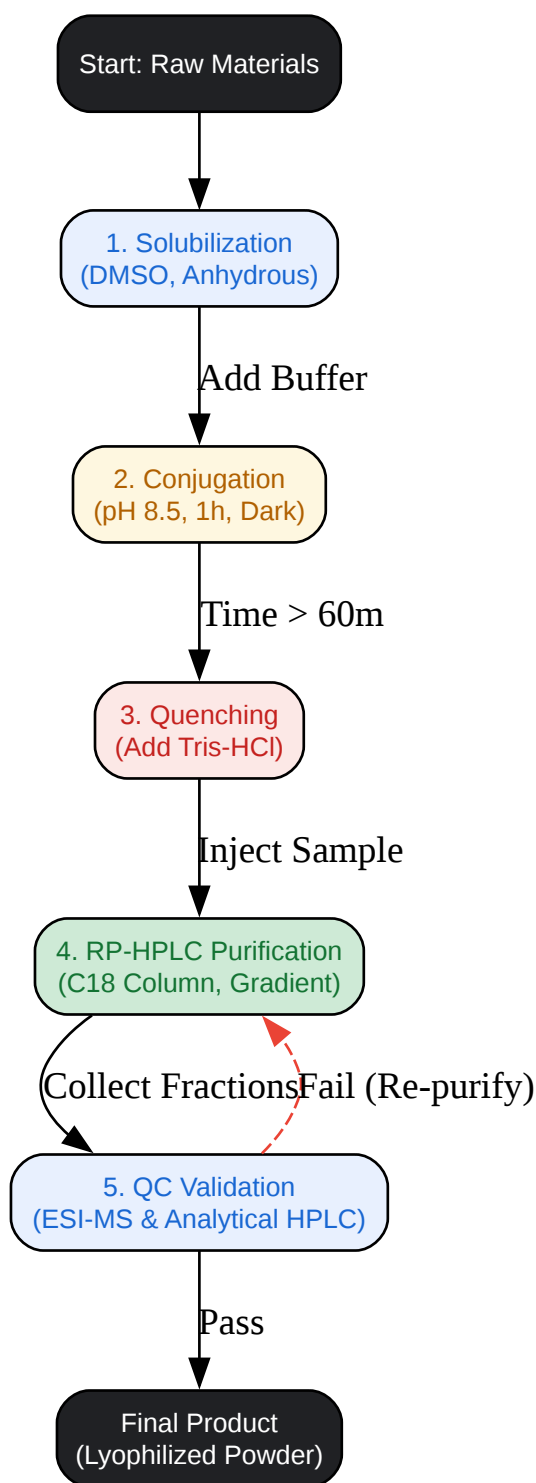 Start: Raw Materials
1. Solubilization
(DMSO, Anhydrous)
Add Buffer
2. Conjugation
(pH 8.5, 1h, Dark)
Time > 60m
3. Quenching
(Add Tris-HCl)
Inject Sample
4. RP-HPLC Purification
(C18 Column, Gradient)
Collect Fractions
Fail (Re-purify)
5. QC Validation
(ESI-MS & Analytical HPLC)
Pass
Final Product
(Lyophilized Powder)